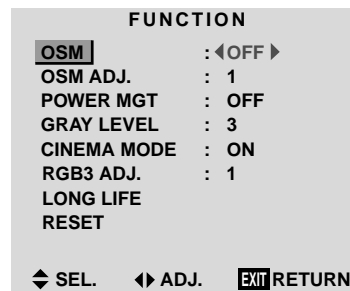 FUNCTION
OSM : ◀ OFF ▶
OSM ADJ. : 1
POWER MGT : OFF
GRAY LEVEL : 3
CINEMA MODE : ON
RGB3 ADJ. : 1
LONG LIFE
RESET
SEL. ADJ. EXIT RETURN